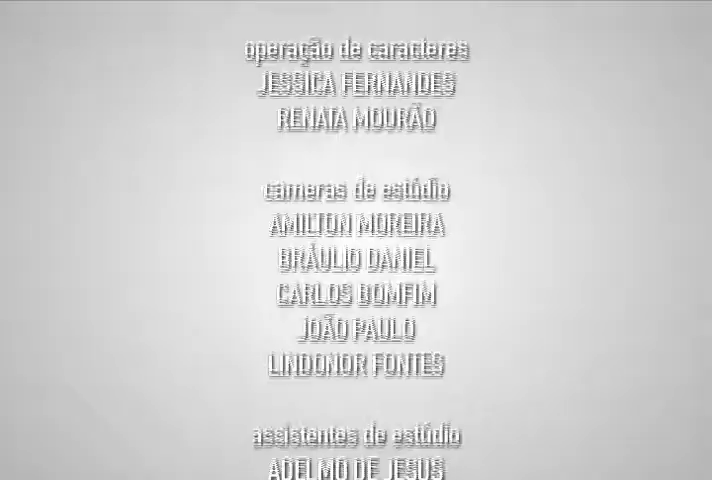 operação de caracteres
JESSICA FERNANDES
RENATA MOURÃO
câmeras de estúdio
AMILTON MOREIRA
BRÁULIO DANIEL
CARLOS BOMFIM
JOÃO PAULO
LINDONOR FONTES
assistentes de estúdio
ADELMO DE JESUS